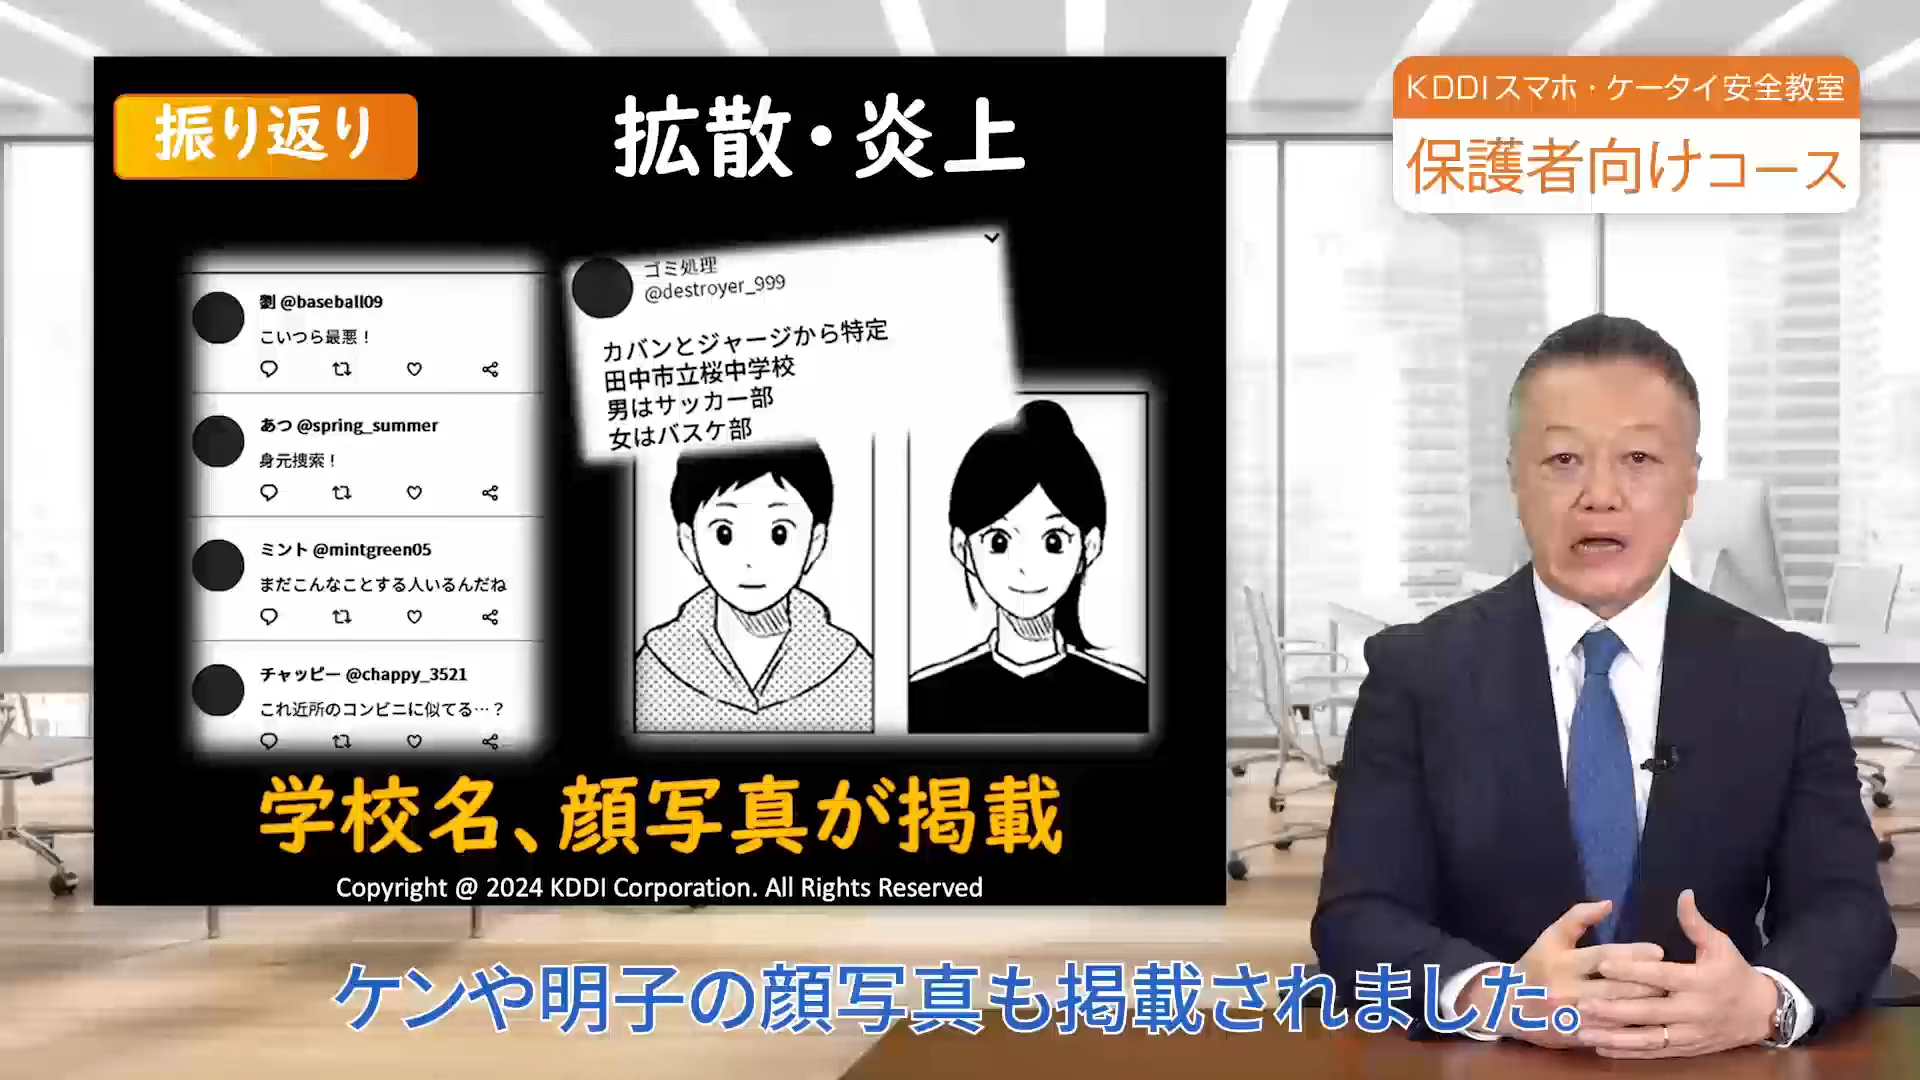 振り返り
拡散・炎上
KDDIスマホ・ケータイ安全教室
保護者向けコース
劉 @baseball09
こいつら最悪！
あつ @spring_summer
身元捜索！
ミント @mintgreen05
まだこんなことする人いるんだね
チャッピー @chappy_3521
これ近所のコンビニに似てる…？
ゴミ処理
@destroyer_999
カバンとジャージから特定
田中市立桜中学校
男はサッカー部
女はバスケ部
学校名、顔写真が掲載
Copyright @ 2024 KDDI Corporation. All Rights Reserved
ケンや明子の顔写真も掲載されました。